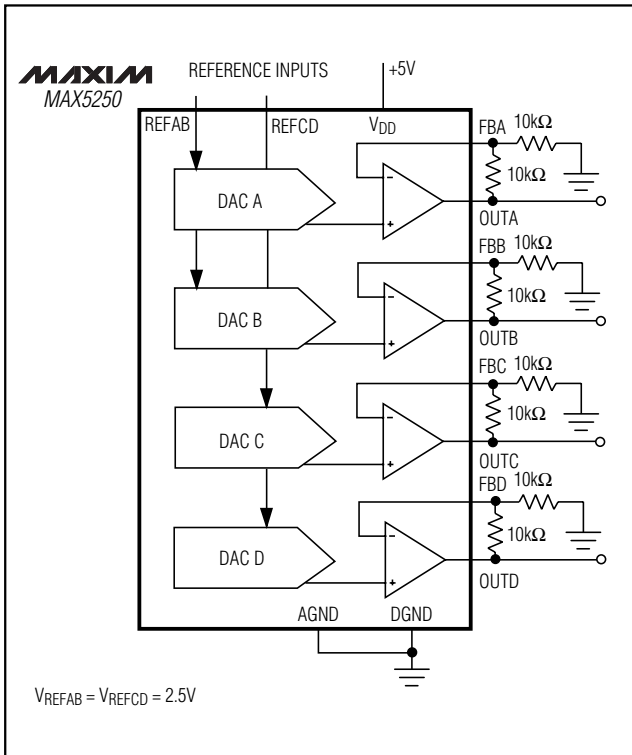 MAXIM
MAX5250
REFERENCE INPUTS
+5V
REFAB
REFCD
VDD
FBA
10kΩ
10kΩ
DAC A
OUTA
FBB
10kΩ
10kΩ
DAC B
OUTB
FBC
10kΩ
10kΩ
DAC C
OUTC
FBD
10kΩ
10kΩ
DAC D
OUTD
AGND
DGND
VREFAB = VREFCD = 2.5V